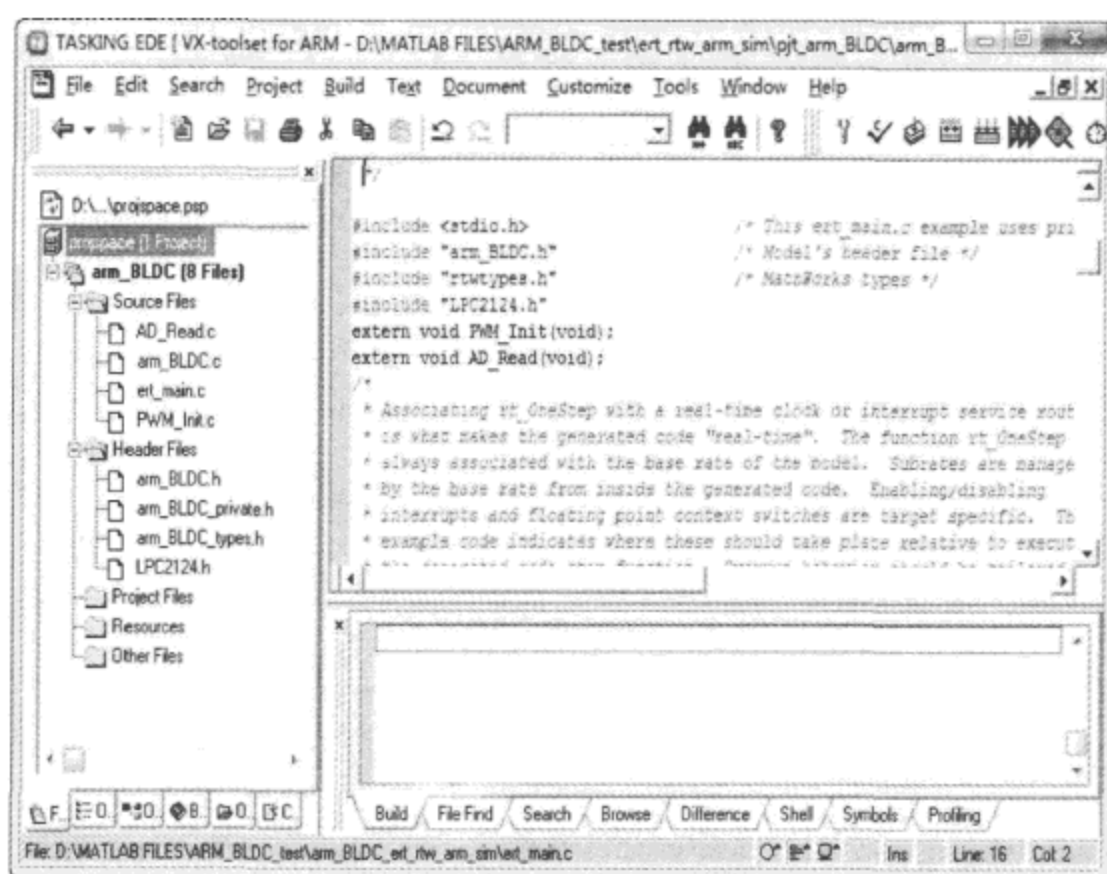 TASKING EDE [ VX-toolset for ARM - D:\MATLAB FILES\ARM_BLDC_test\ert_rtw_arm_sim\pjt_arm_BLDC\arm_B...
File Edit Search Project Build Text Document Customize Tools Window Help
D:\...\projspace.psp
projspace (1 Project)
arm_BLDC (8 Files)
Source Files
AD_Read.c
arm_BLDC.c
ert_main.c
PWM_Init.c
Header Files
arm_BLDC.h
arm_BLDC_private.h
arm_BLDC_types.h
LPC2124.h
Project Files
Resources
Other Files
F.. O.. O.. B.. O.. C..
*/
#include <stdio.h> /* This ert_main.c example uses pri
#include "arm_BLDC.h" /* Model's header file */
#include "rtwtypes.h" /* MathWorks types */
#include "LPC2124.h"
extern void PWM_Init(void);
extern void AD_Read(void);
/*
* Associating rt_OneStep with a real-time clock or interrupt service rout
* is what makes the generated code "real-time". The function rt_OneStep
* always associated with the base rate of the model. Subrates are manage
* by the base rate from inside the generated code. Enabling/disabling
* interrupts and floating point context switches are target specific. Th
* example code indicates where these should take place relative to execut
Build File Find Search Browse Difference Shell Symbols Profiling
File: D:\MATLAB FILES\ARM_BLDC_test\arm_BLDC_ert_rtw_arm_sim\ert_main.c Ins Line: 16 Col: 2